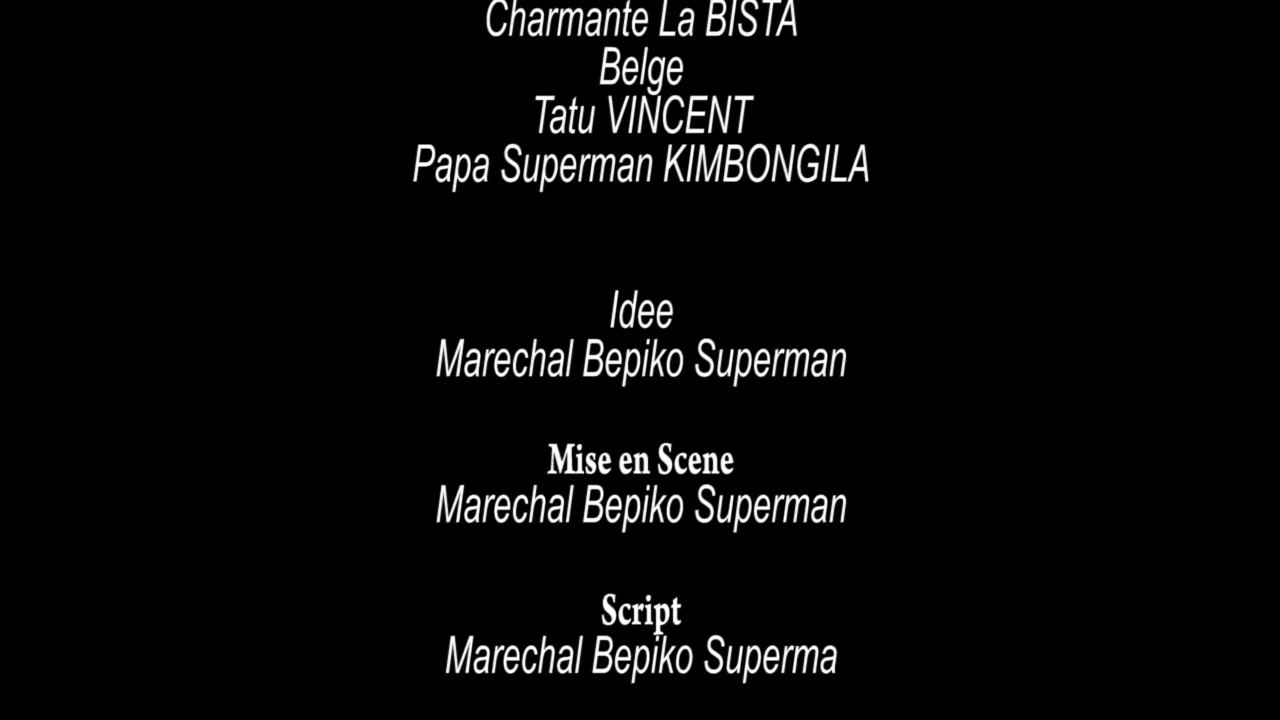 Charmante La BISTA
Belge
Tatu VINCENT
Papa Superman KIMBONGILA
Idee
Marechal Bepiko Superman
Mise en Scene
Marechal Bepiko Superman
Script
Marechal Bepiko Superma